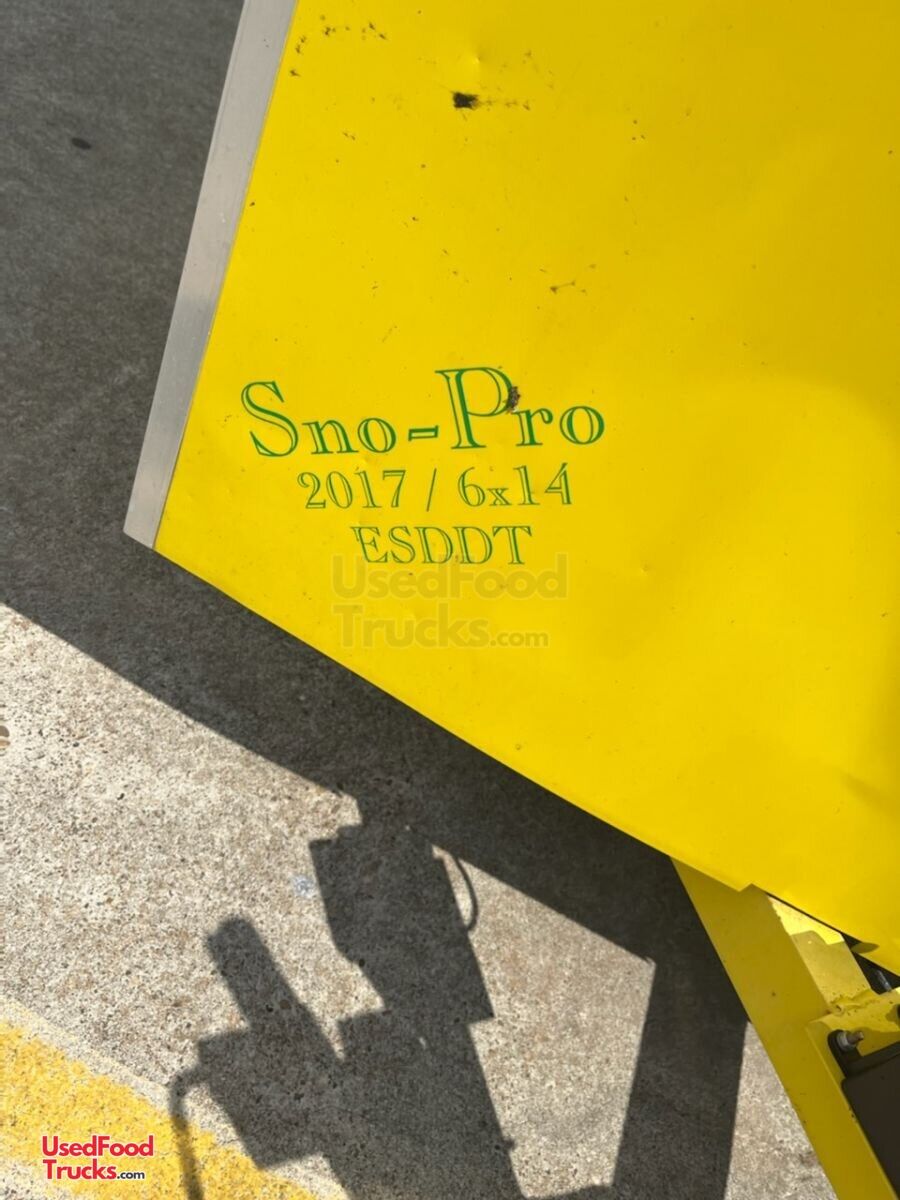 Sno-Pro
2017 / 6x14
ESDDT
UsedFood
Trucks.com
UsedFood
Trucks.com